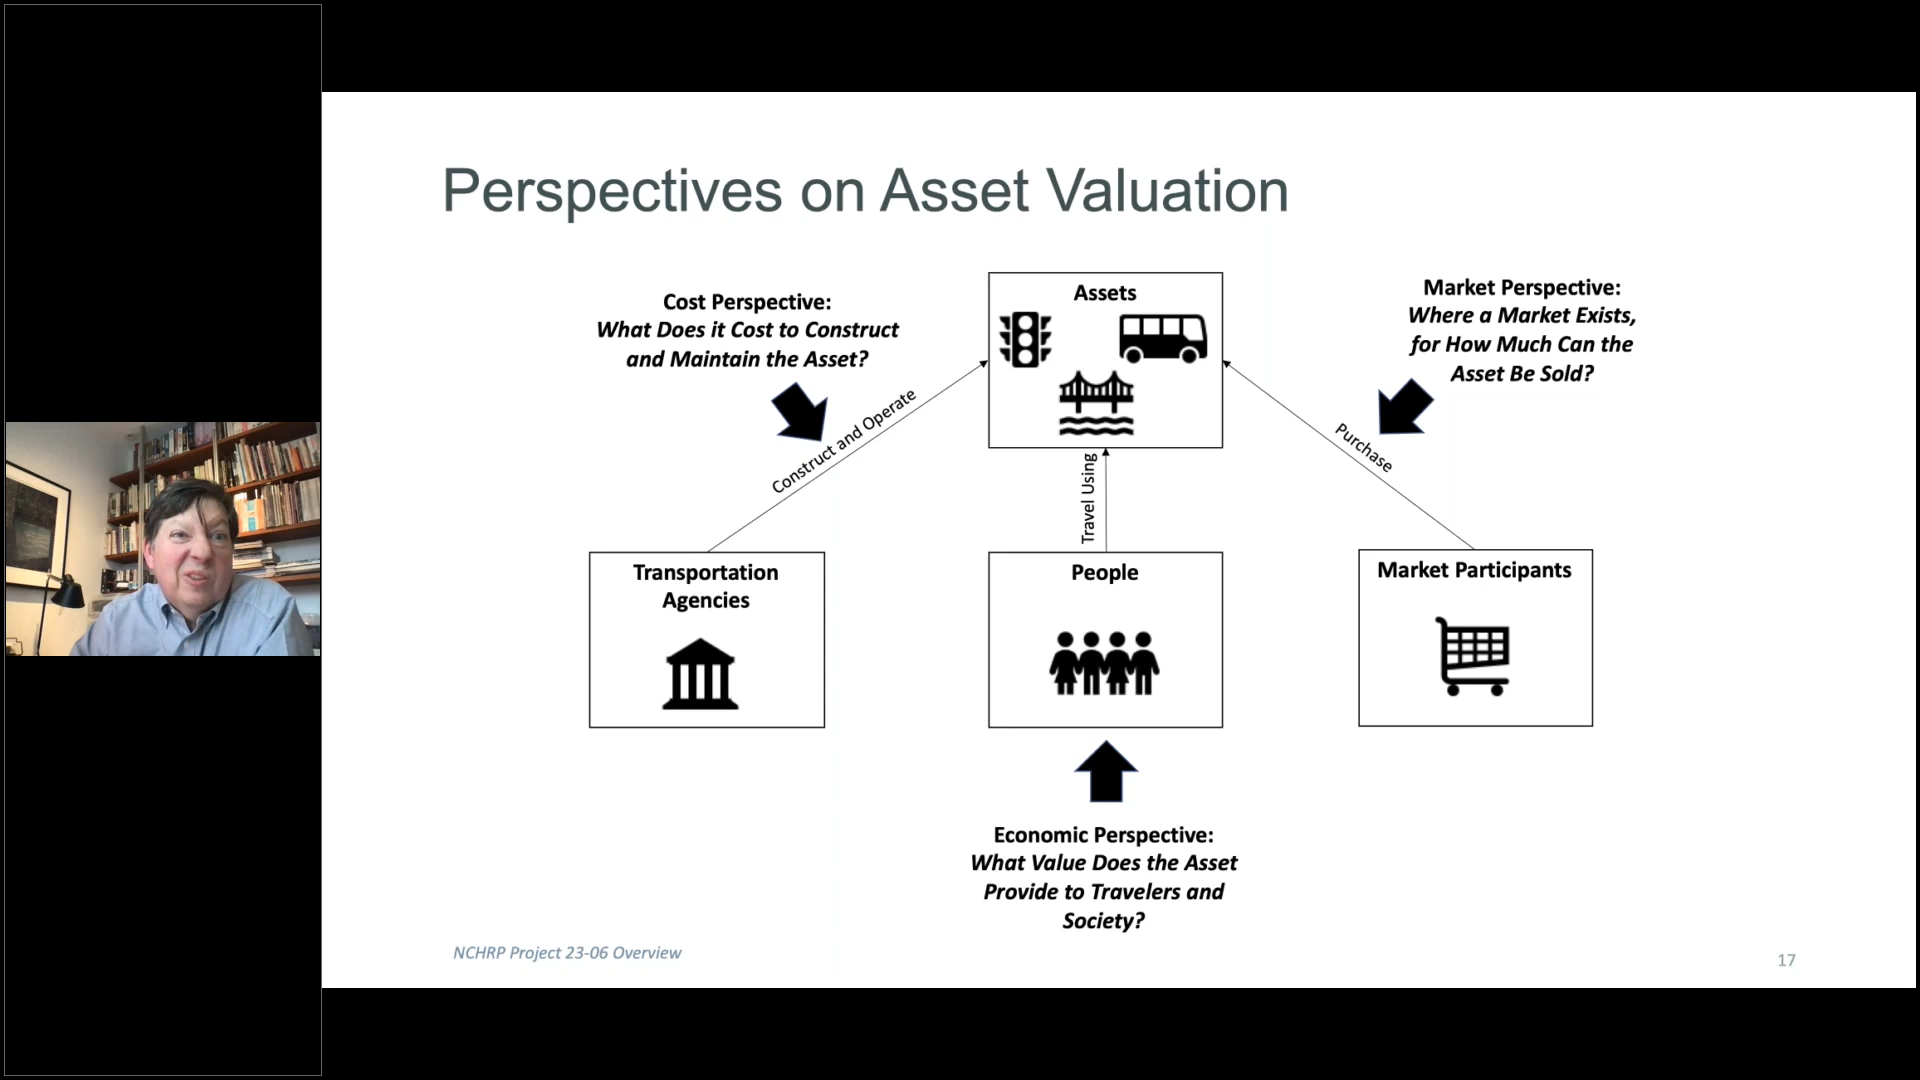 Perspectives on Asset Valuation
Cost Perspective:
What Does it Cost to Construct
and Maintain the Asset?
Assets
Market Perspective:
Where a Market Exists,
for How Much Can the
Asset Be Sold?
Construct and Operate
Travel Using
Purchase
Transportation
Agencies
People
Market Participants
Economic Perspective:
What Value Does the Asset
Provide to Travelers and
Society?
NCHRP Project 23-06 Overview
17